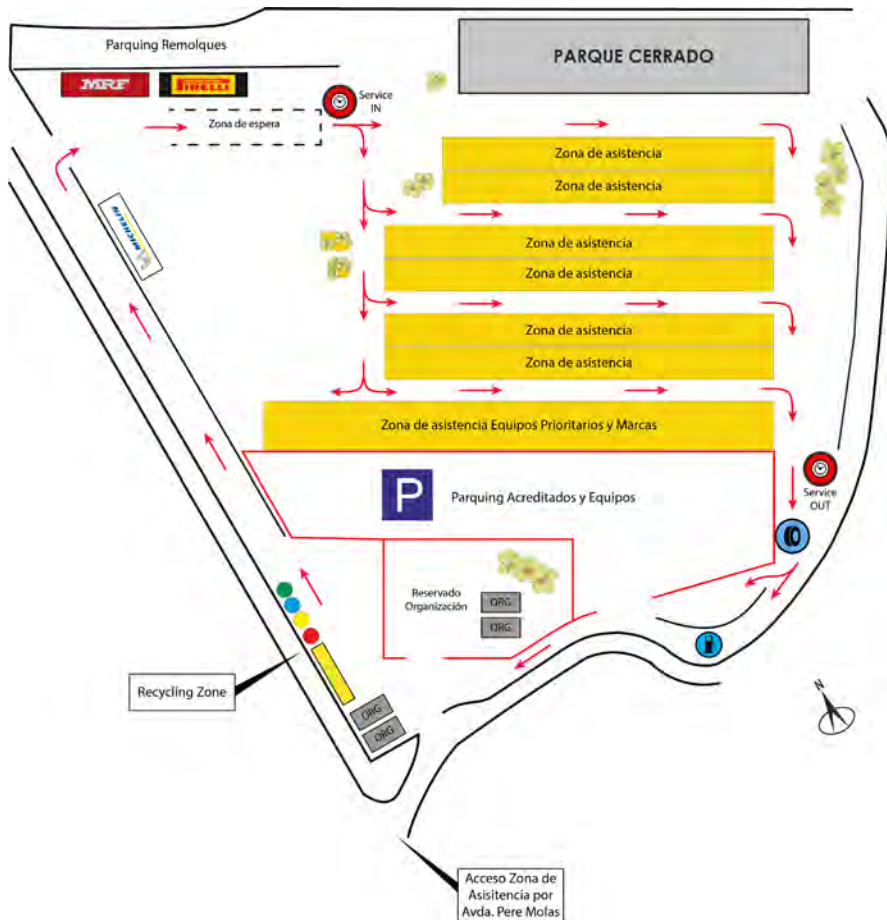 Parquing Remolques
PARQUE CERRADO
MRF
PIRELLI
Service
IN
Zona de espera
Zona de asistencia
Zona de asistencia
MICHELIN
Zona de asistencia
Zona de asistencia
Zona de asistencia
Zona de asistencia
Zona de asistencia Equipos Prioritarios y Marcas
P
Parquing Acreditados y Equipos
Service
OUT
Reservado
Organización
ORG
ORG
Recycling Zone
ORG
ORG
N
Acceso Zona de
Asisitencia por
Avda. Pere Molas